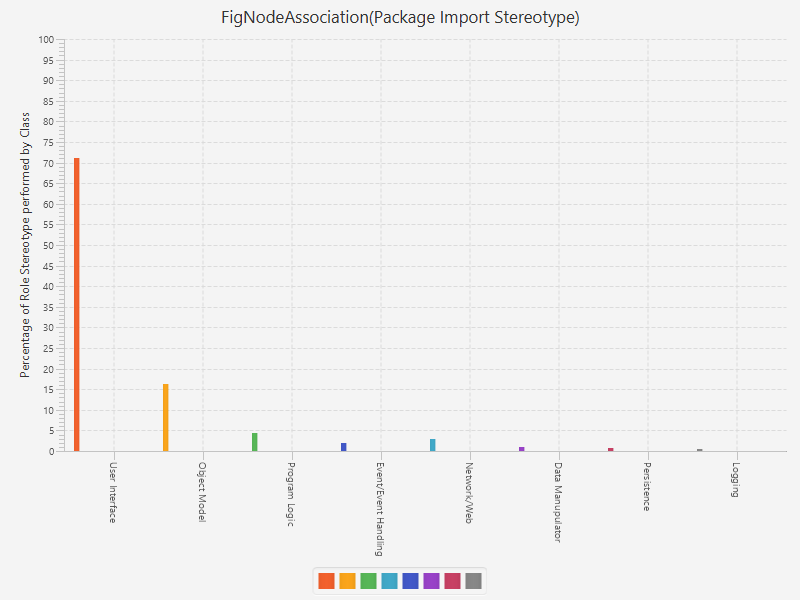 FigNodeAssociation(Package Import Stereotype)
Percentage of Role Stereotype performed by Class
100
95
90
85
80
75
70
65
60
55
50
45
40
35
30
25
20
15
10
5
0
User Interface
Object Model
Program Logic
Event/Event Handling
Network/Web
Data Manupulator
Persistence
Logging